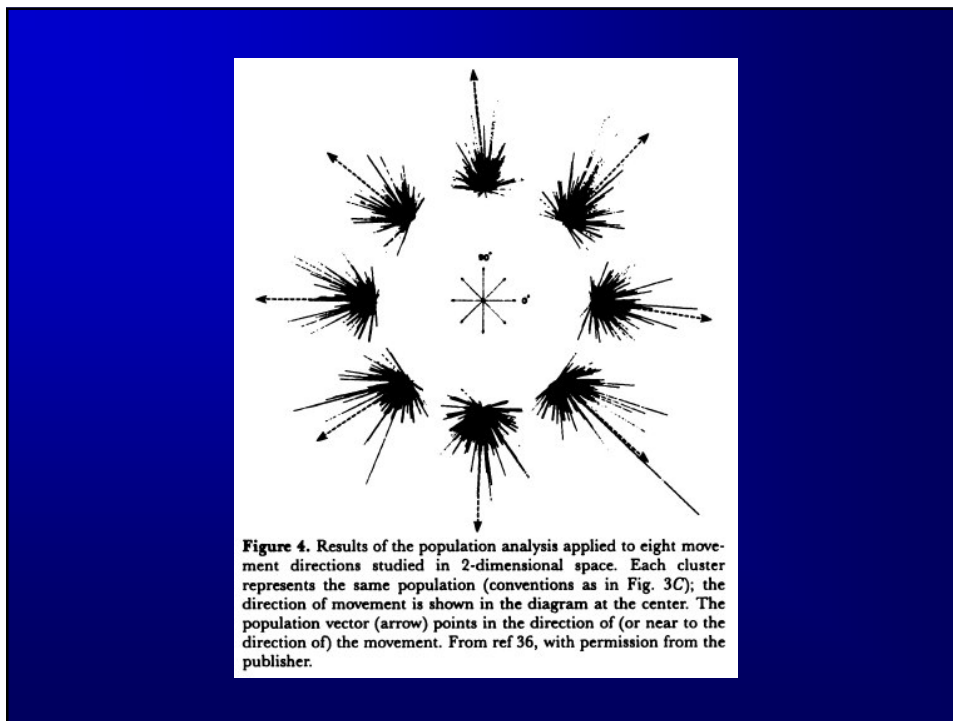 90°
0°
Figure 4. Results of the population analysis applied to eight move-
ment directions studied in 2-dimensional space. Each cluster
represents the same population (conventions as in Fig. 3C); the
direction of movement is shown in the diagram at the center. The
population vector (arrow) points in the direction of (or near to the
direction of) the movement. From ref 36, with permission from the
publisher.